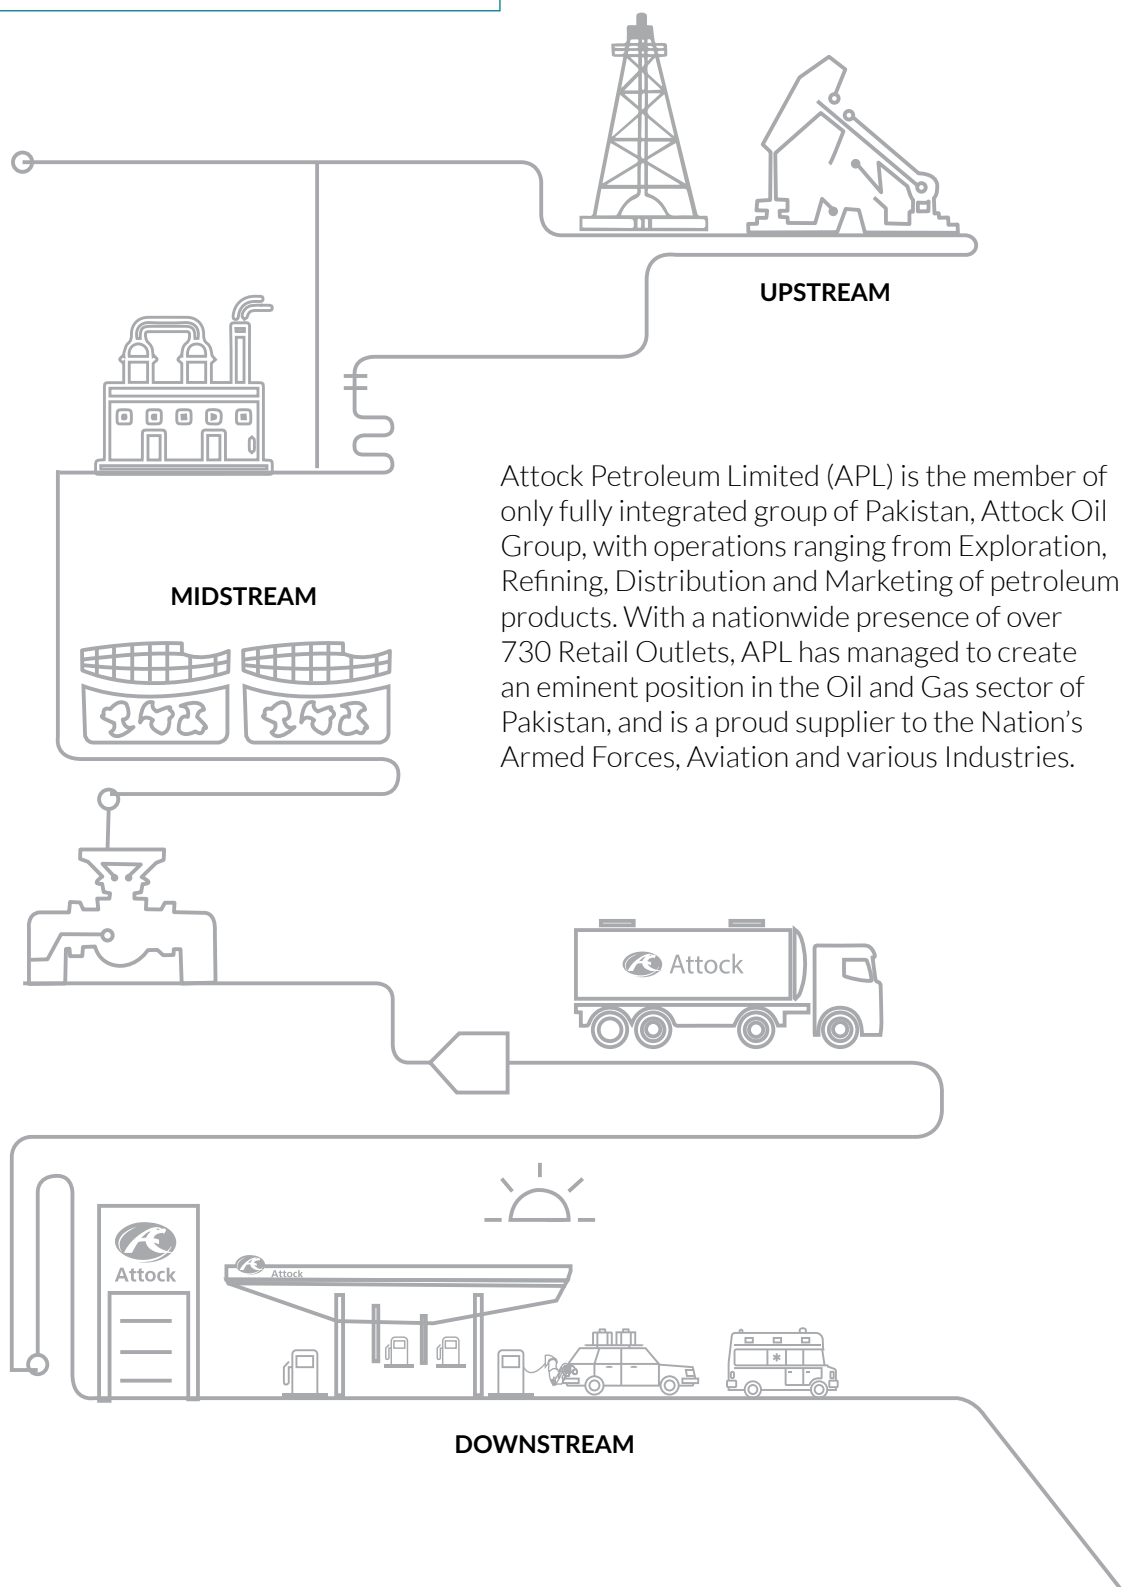 UPSTREAM
Attock Petroleum Limited (APL) is the member of
only fully integrated group of Pakistan, Attock Oil
Group, with operations ranging from Exploration,
Refining, Distribution and Marketing of petroleum
products. With a nationwide presence of over
730 Retail Outlets, APL has managed to create
an eminent position in the Oil and Gas sector of
Pakistan, and is a proud supplier to the Nation’s
Armed Forces, Aviation and various Industries.
MIDSTREAM
Attock
Attock
Attock
DOWNSTREAM